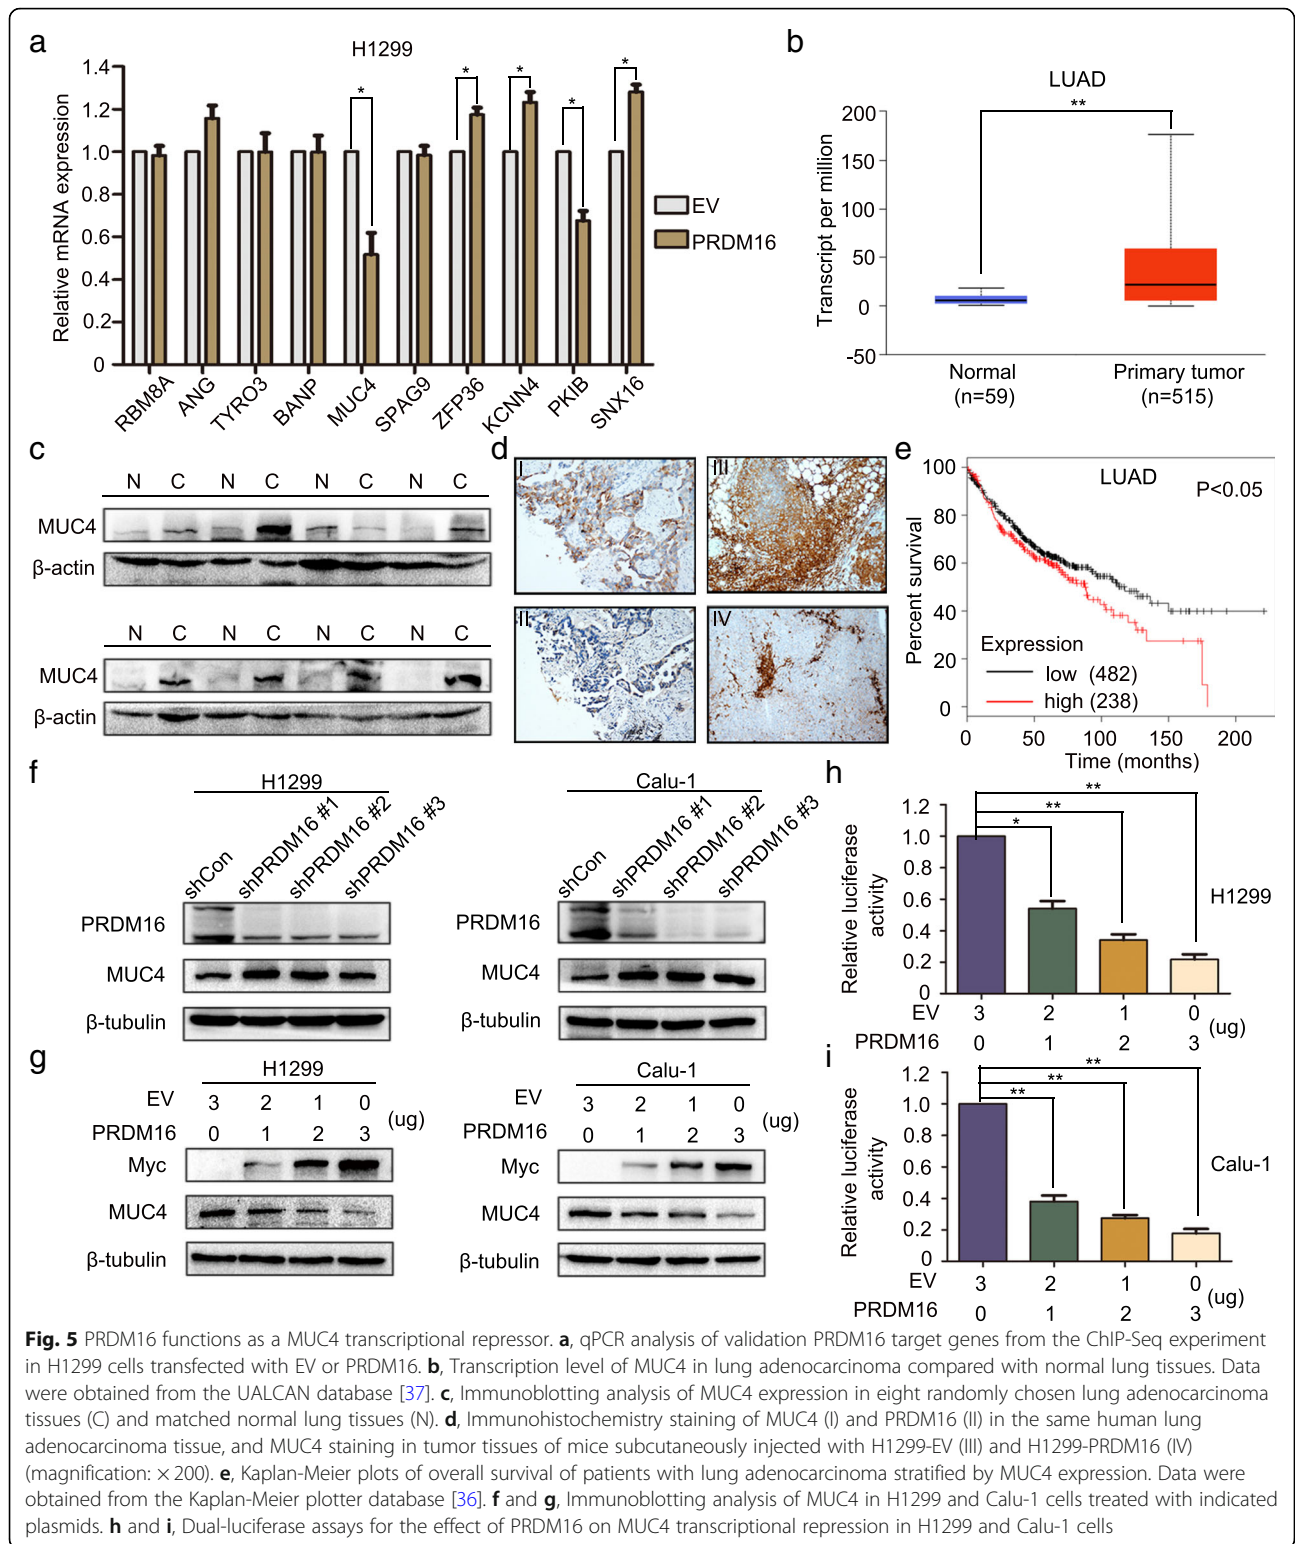 a
H1299
Relative mRNA expression
1.4
1.2
1.0
0.8
0.6
0.4
0.2
0
*
*
*
*
*
EV
PRDM16
RBM8A
ANG
TYRO3
BANP
MUC4
SPAG9
ZFP36
KCNN4
PKIB
SNX16
b
LUAD
**
Transcript per million
200
150
100
50
0
-50
Normal
(n=59)
Primary tumor
(n=515)
c
N C N C N C N C
MUC4
β-actin
N C N C N C N C
MUC4
β-actin
d
I
III
II
IV
e
LUAD
P<0.05
Percent survival
100
80
60
40
20
0
Expression
low (482)
high (238)
0 50 100 150 200
Time (months)
f
H1299
shCon
shPRDM16 #1
shPRDM16 #2
shPRDM16 #3
PRDM16
MUC4
β-tubulin
Calu-1
shCon
shPRDM16 #1
shPRDM16 #2
shPRDM16 #3
PRDM16
MUC4
β-tubulin
g
H1299
EV 3 2 1 0
(ug)
PRDM16 0 1 2 3
Myc
MUC4
β-tubulin
Calu-1
EV 3 2 1 0
(ug)
PRDM16 0 1 2 3
Myc
MUC4
β-tubulin
h
**
**
*
Relative luciferase
activity
1.2
1.0
0.8
0.6
0.4
0.2
0
H1299
EV 3 2 1 0
(ug)
PRDM16 0 1 2 3
i
**
**
**
Relative luciferase
activity
1.2
1.0
0.8
0.6
0.4
0.2
0
Calu-1
EV 3 2 1 0
(ug)
PRDM16 0 1 2 3
Fig. 5 PRDM16 functions as a MUC4 transcriptional repressor. a, qPCR analysis of validation PRDM16 target genes from the ChIP-Seq experiment
in H1299 cells transfected with EV or PRDM16. b, Transcription level of MUC4 in lung adenocarcinoma compared with normal lung tissues. Data
were obtained from the UALCAN database [37]. c, Immunoblotting analysis of MUC4 expression in eight randomly chosen lung adenocarcinoma
tissues (C) and matched normal lung tissues (N). d, Immunohistochemistry staining of MUC4 (I) and PRDM16 (II) in the same human lung
adenocarcinoma tissue, and MUC4 staining in tumor tissues of mice subcutaneously injected with H1299-EV (III) and H1299-PRDM16 (IV)
(magnification: × 200). e, Kaplan-Meier plots of overall survival of patients with lung adenocarcinoma stratified by MUC4 expression. Data were
obtained from the Kaplan-Meier plotter database [36]. f and g, Immunoblotting analysis of MUC4 in H1299 and Calu-1 cells treated with indicated
plasmids. h and i, Dual-luciferase assays for the effect of PRDM16 on MUC4 transcriptional repression in H1299 and Calu-1 cells